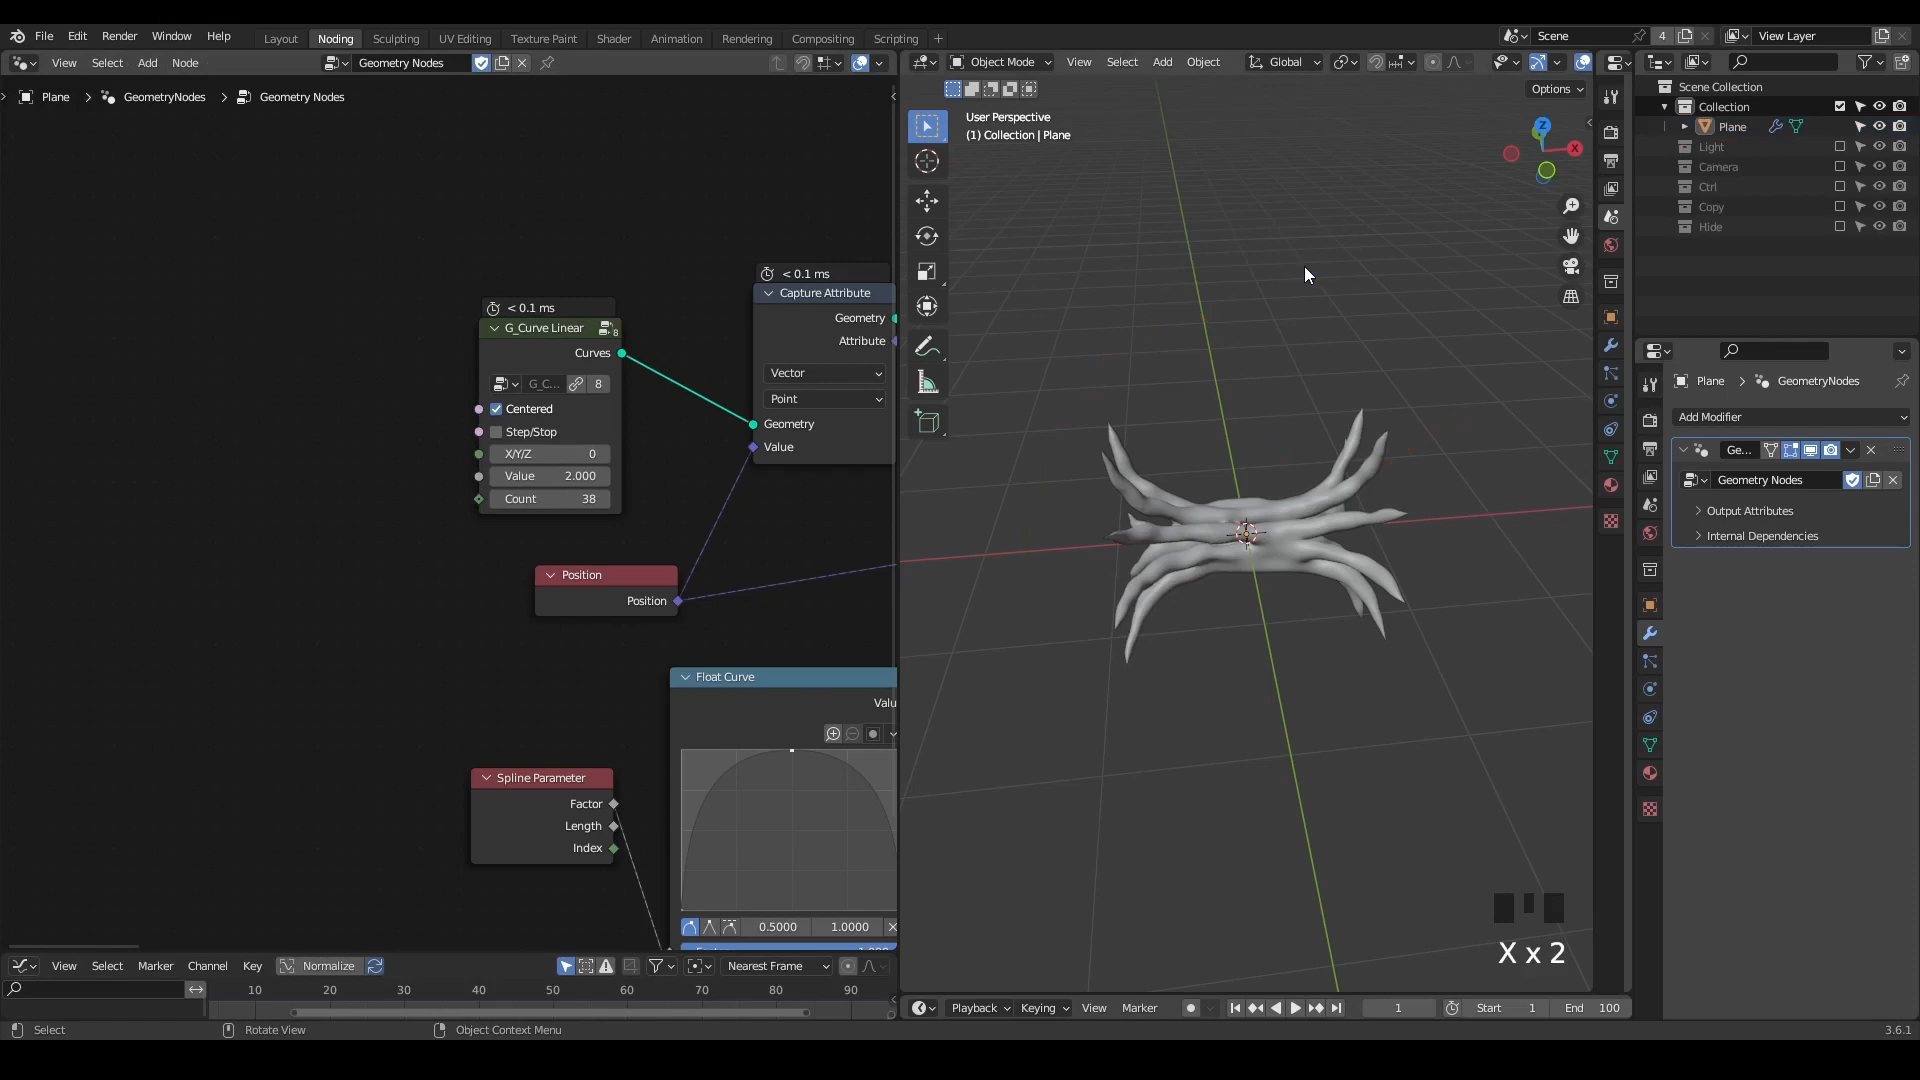 File Edit Render Window Help Layout Noding Sculpting UV Editing Texture Paint Shader Animation Rendering Compositing Scripting + Scene 4 View Layer
View Select Add Node Geometry Nodes
Object Mode View Select Add Object Global
Plane > GeometryNodes > Geometry Nodes
Options
User Perspective
(1) Collection | Plane
Scene Collection
Collection
Plane
Light
Camera
Ctrl
Copy
Hide
< 0.1 ms
Capture Attribute
Geometry
Attribute
Vector
Point
Geometry
Value
< 0.1 ms
G_Curve Linear 8
Curves
G_C... 8
Centered
Step/Stop
X/Y/Z 0
Value 2.000
Count 38
Position
Position
Float Curve
Valu
0.5000 1.0000
Spline Parameter
Factor
Length
Index
Z
X
Plane > GeometryNodes
Add Modifier
Ge...
Geometry Nodes
Output Attributes
Internal Dependencies
X x 2
View Select Marker Channel Key Normalize Nearest Frame
10 20 30 40 50 60 70 80 90
Playback Keying View Marker 1 Start 1 End 100
Select Rotate View Object Context Menu 3.6.1